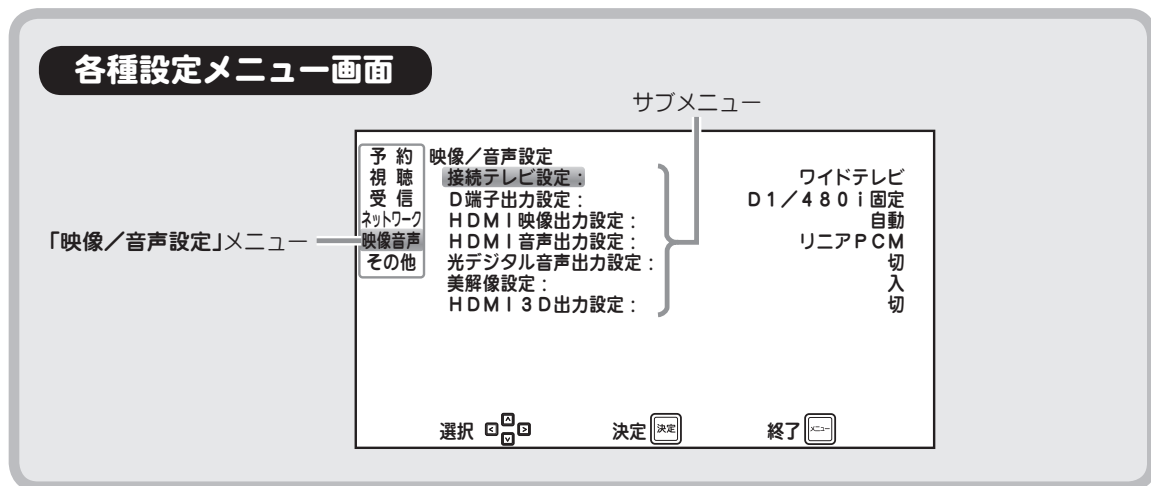 各種設定メニュー画面
サブメニュー
「映像／音声設定」メニュー
予 約
視 聴
受 信
ネットワーク
映像音声
その他
映像／音声設定
接続テレビ設定： ワイドテレビ
D端子出力設定： D1／480i固定
HDMI映像出力設定： 自動
HDMI音声出力設定： リニアPCM
光デジタル音声出力設定： 切
美解像設定： 入
HDMI3D出力設定： 切
選択 決定 決定 終了 メニュー